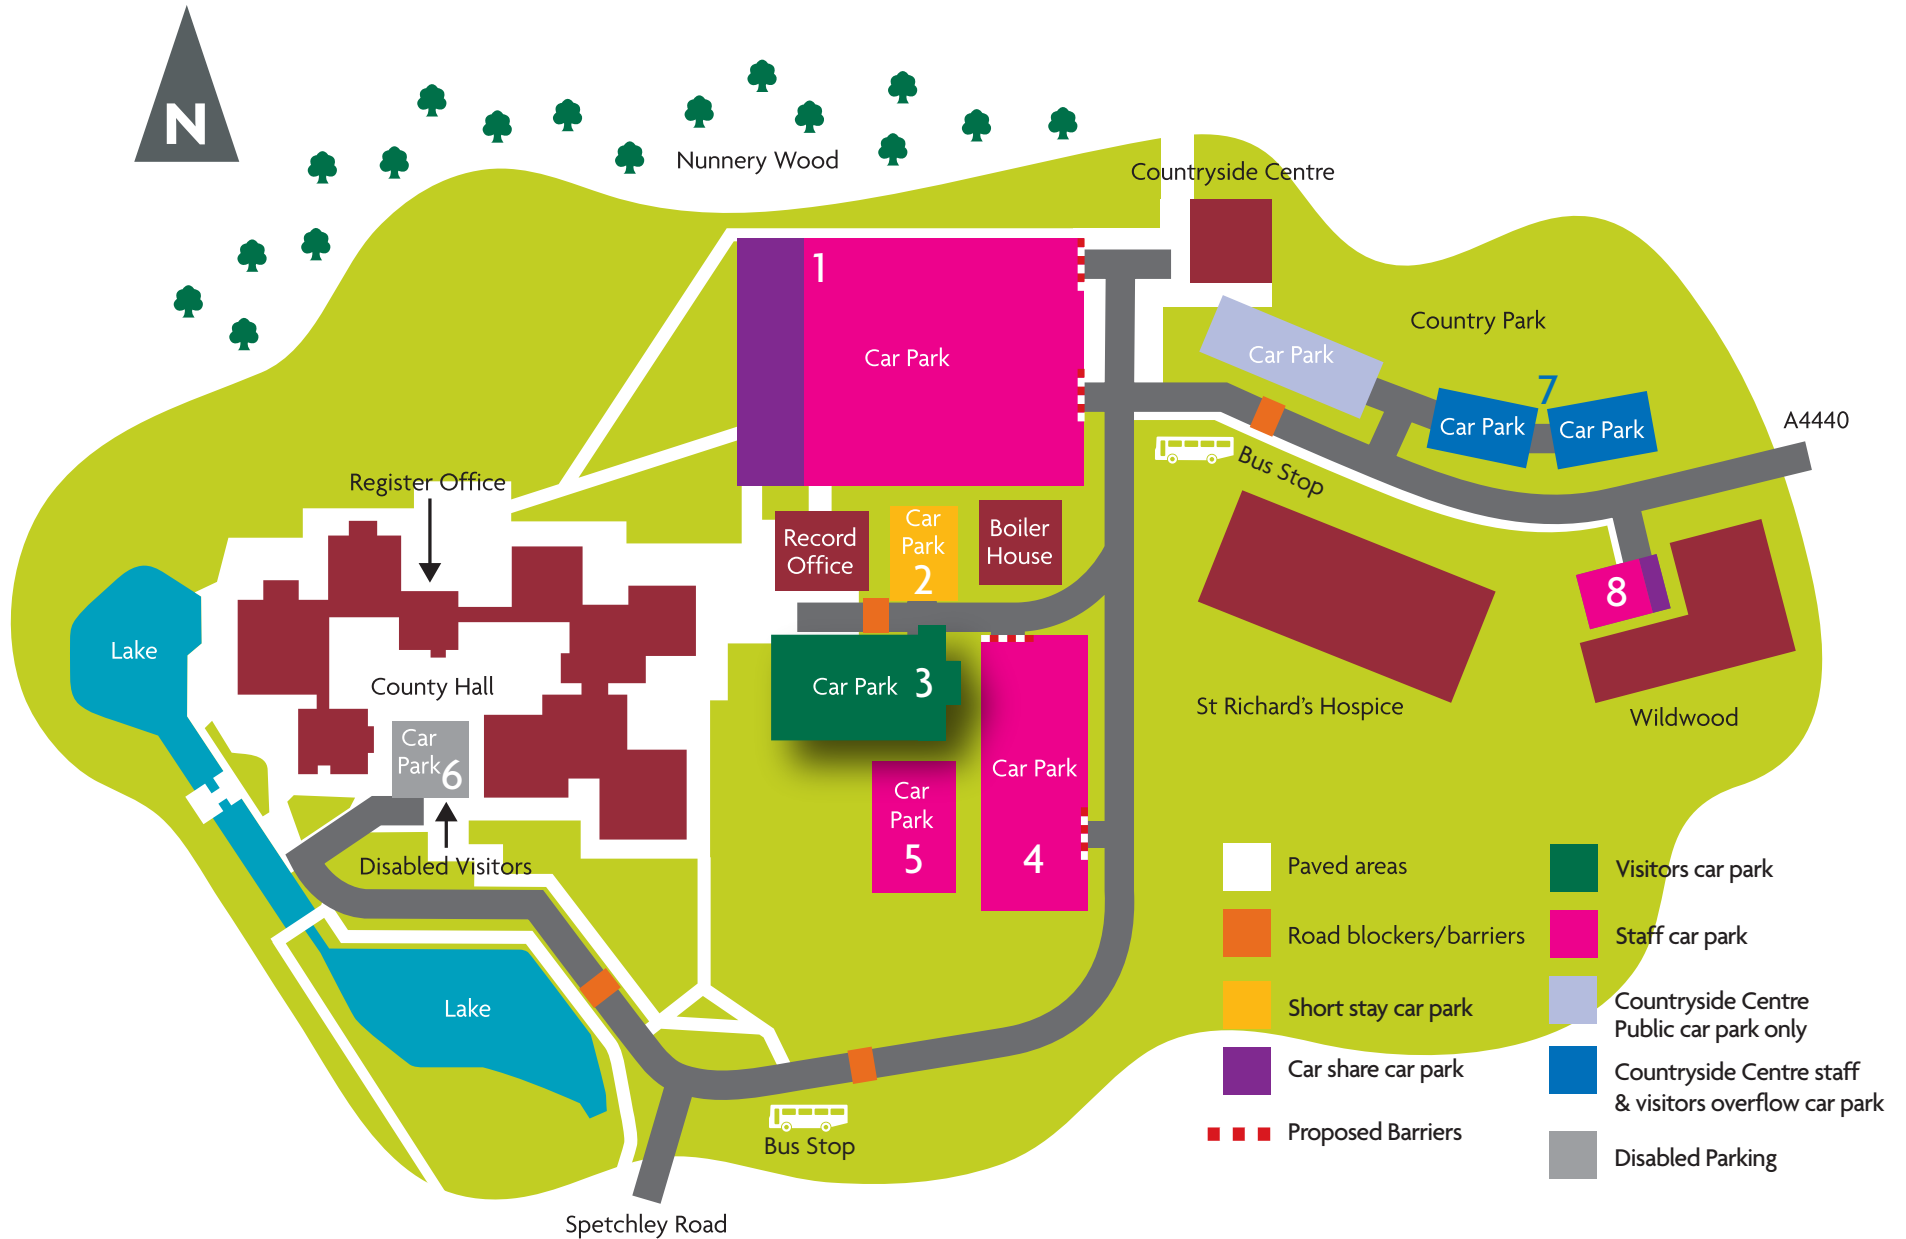 N
Nunnery Wood
Countryside Centre
1
Car Park
Country Park
Car Park
7
Car Park
Car Park
A4440
Bus Stop
Register Office
Record
Office
Car
Park
2
Boiler
House
8
Lake
County Hall
Car Park 3
St Richard's Hospice
Wildwood
Car
Park 6
Car Park
4
Car
Park
5
Disabled Visitors
Lake
Bus Stop
Spetchley Road
Paved areas
Road blockers/barriers
Short stay car park
Car share car park
Proposed Barriers
Visitors car park
Staff car park
Countryside Centre
Public car park only
Countryside Centre staff
& visitors overflow car park
Disabled Parking